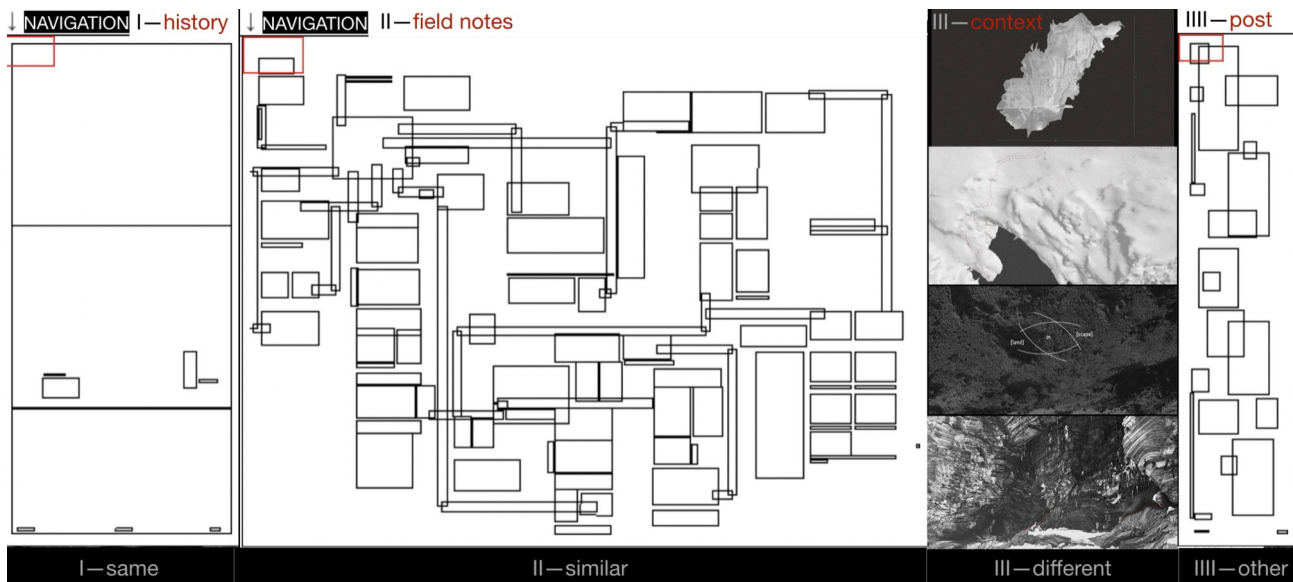 ↓ NAVIGATION I—history
↓ NAVIGATION II—field notes
III—context
IIII—post
[land]
in
[scape]
I—same
II—similar
III—different
IIII—other